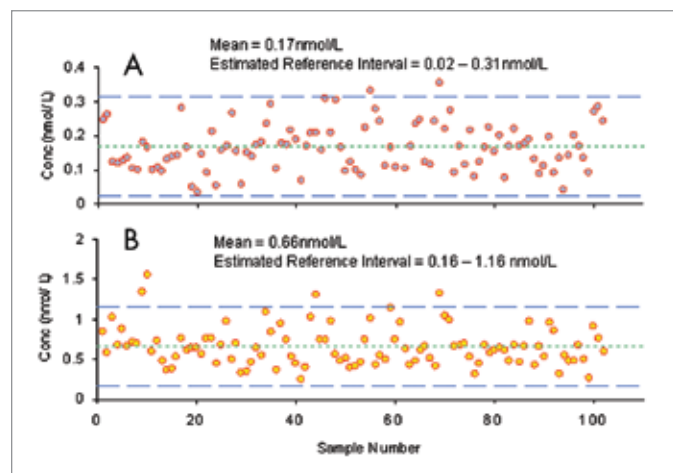 A
Mean = 0.17nmol/L
Estimated Reference Interval = 0.02 – 0.31nmol/L
Conc (nmol/L)
0.4
0.3
0.2
0.1
0
B
Mean = 0.66nmol/L
Estimated Reference Interval = 0.16 – 1.16 nmol/L
Conc (nmol/L)
2
1.5
1
0.5
0
0 20 40 60 80 100
Sample Number